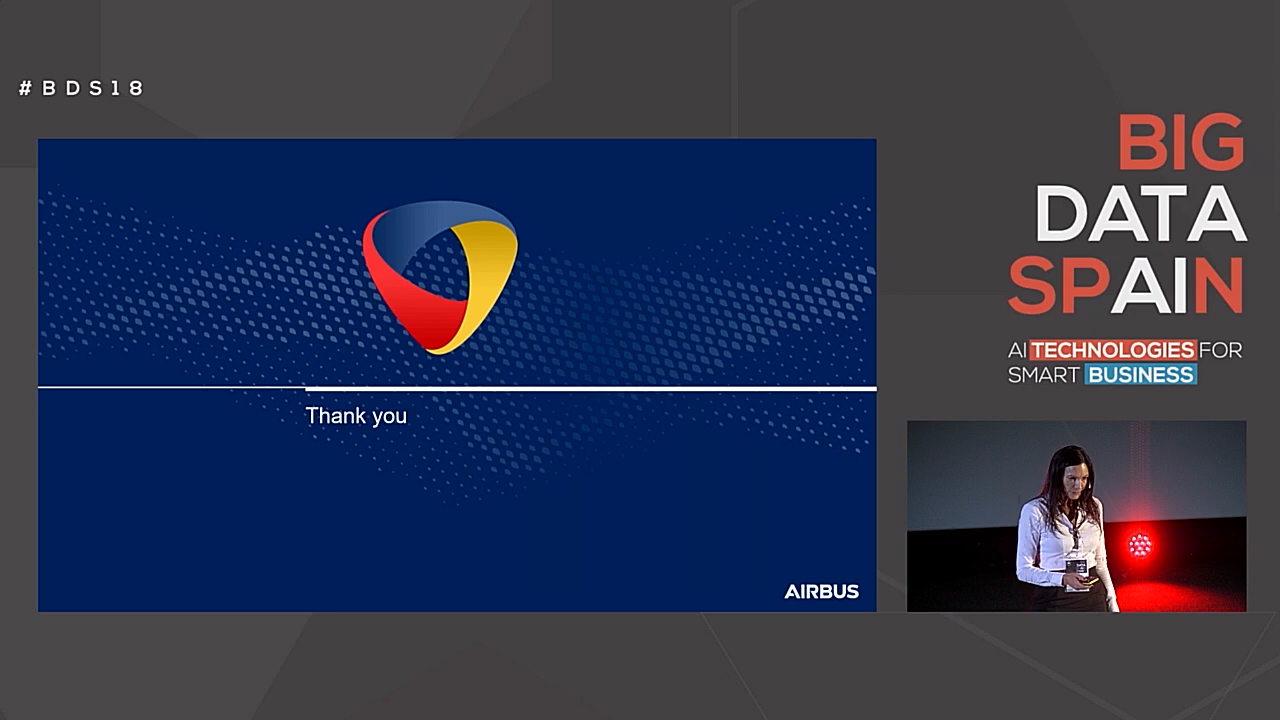 #BDS18
BIG
DATA
SPAIN
AI TECHNOLOGIES FOR
SMART BUSINESS
Thank you
AIRBUS